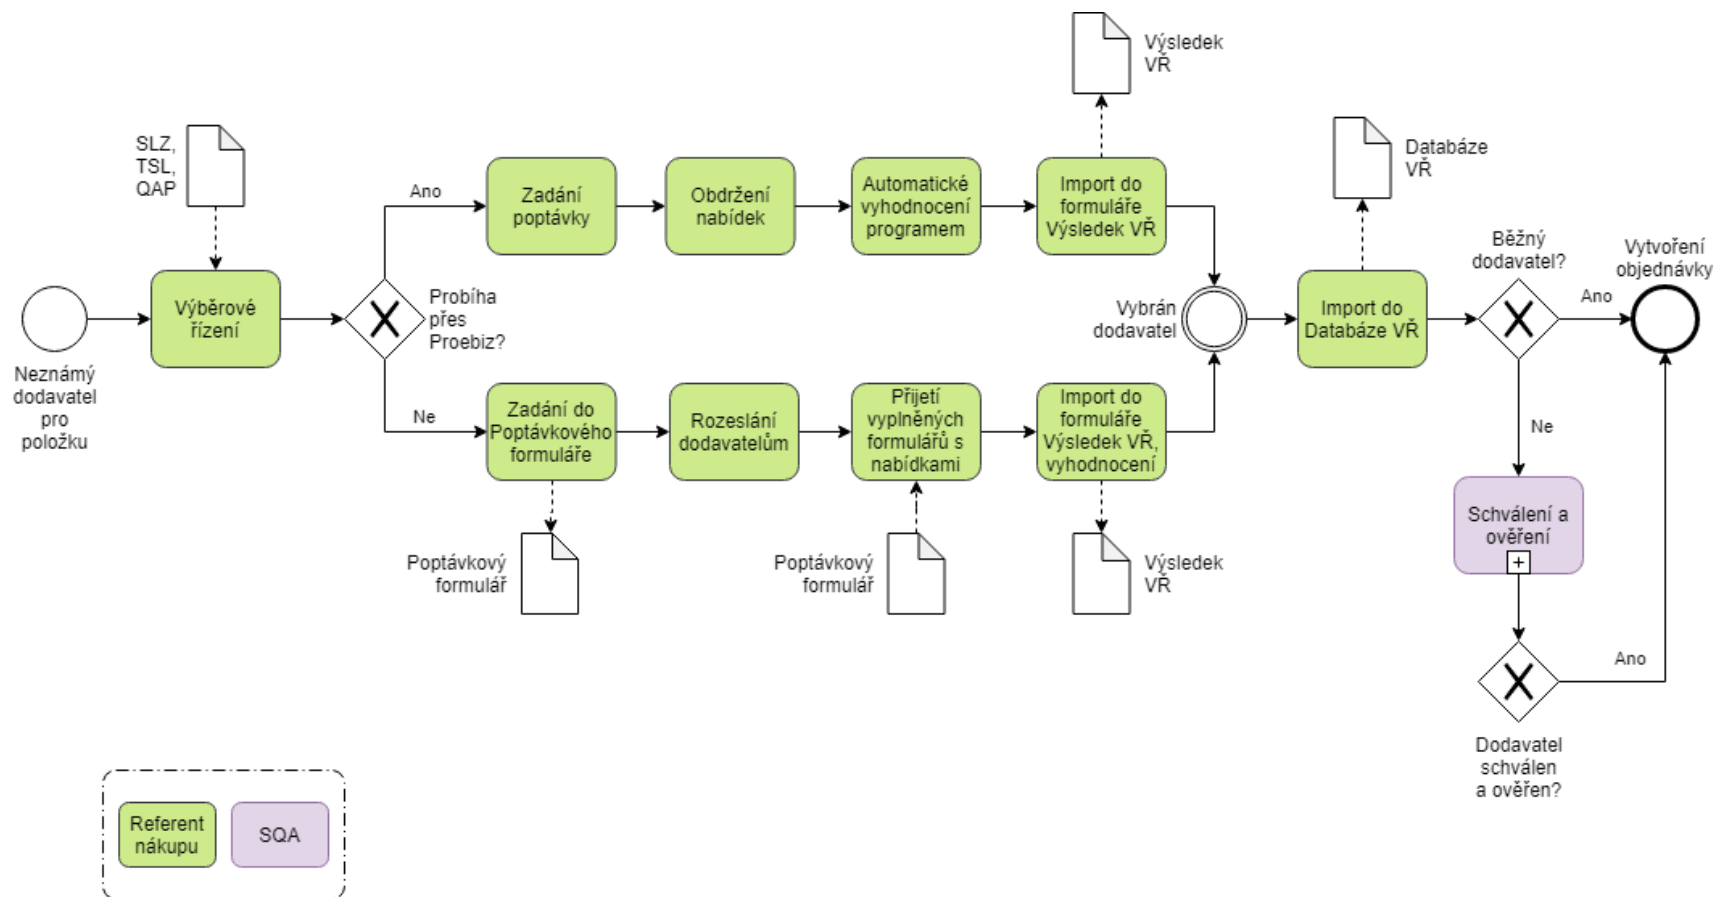 Výsledek
VŘ
SLZ,
TSL,
QAP
Databáze
VŘ
Ano
Zadání
poptávky
Obdržení
nabídek
Automatické
vyhodnocení
programem
Import do
formuláře
Výsledek VŘ
Běžný
dodavatel?
Vytvoření
objednávky
Neznámý
dodavatel
pro
položku
Výběrové
řízení
Probíha
přes
Proebiz?
Vybrán
dodavatel
Import do
Databáze VŘ
Ano
Ne
Zadání do
Poptávkového
formuláře
Rozeslání
dodavatelům
Přijetí
vyplněných
formulářů s
nabídkami
Import do
formuláře
Výsledek VŘ,
vyhodnocení
Ne
Poptávkový
formulář
Poptávkový
formulář
Výsledek
VŘ
Schválení a
ověření
Ano
Dodavatel
schválen
a ověřen?
Referent
nákupu
SQA